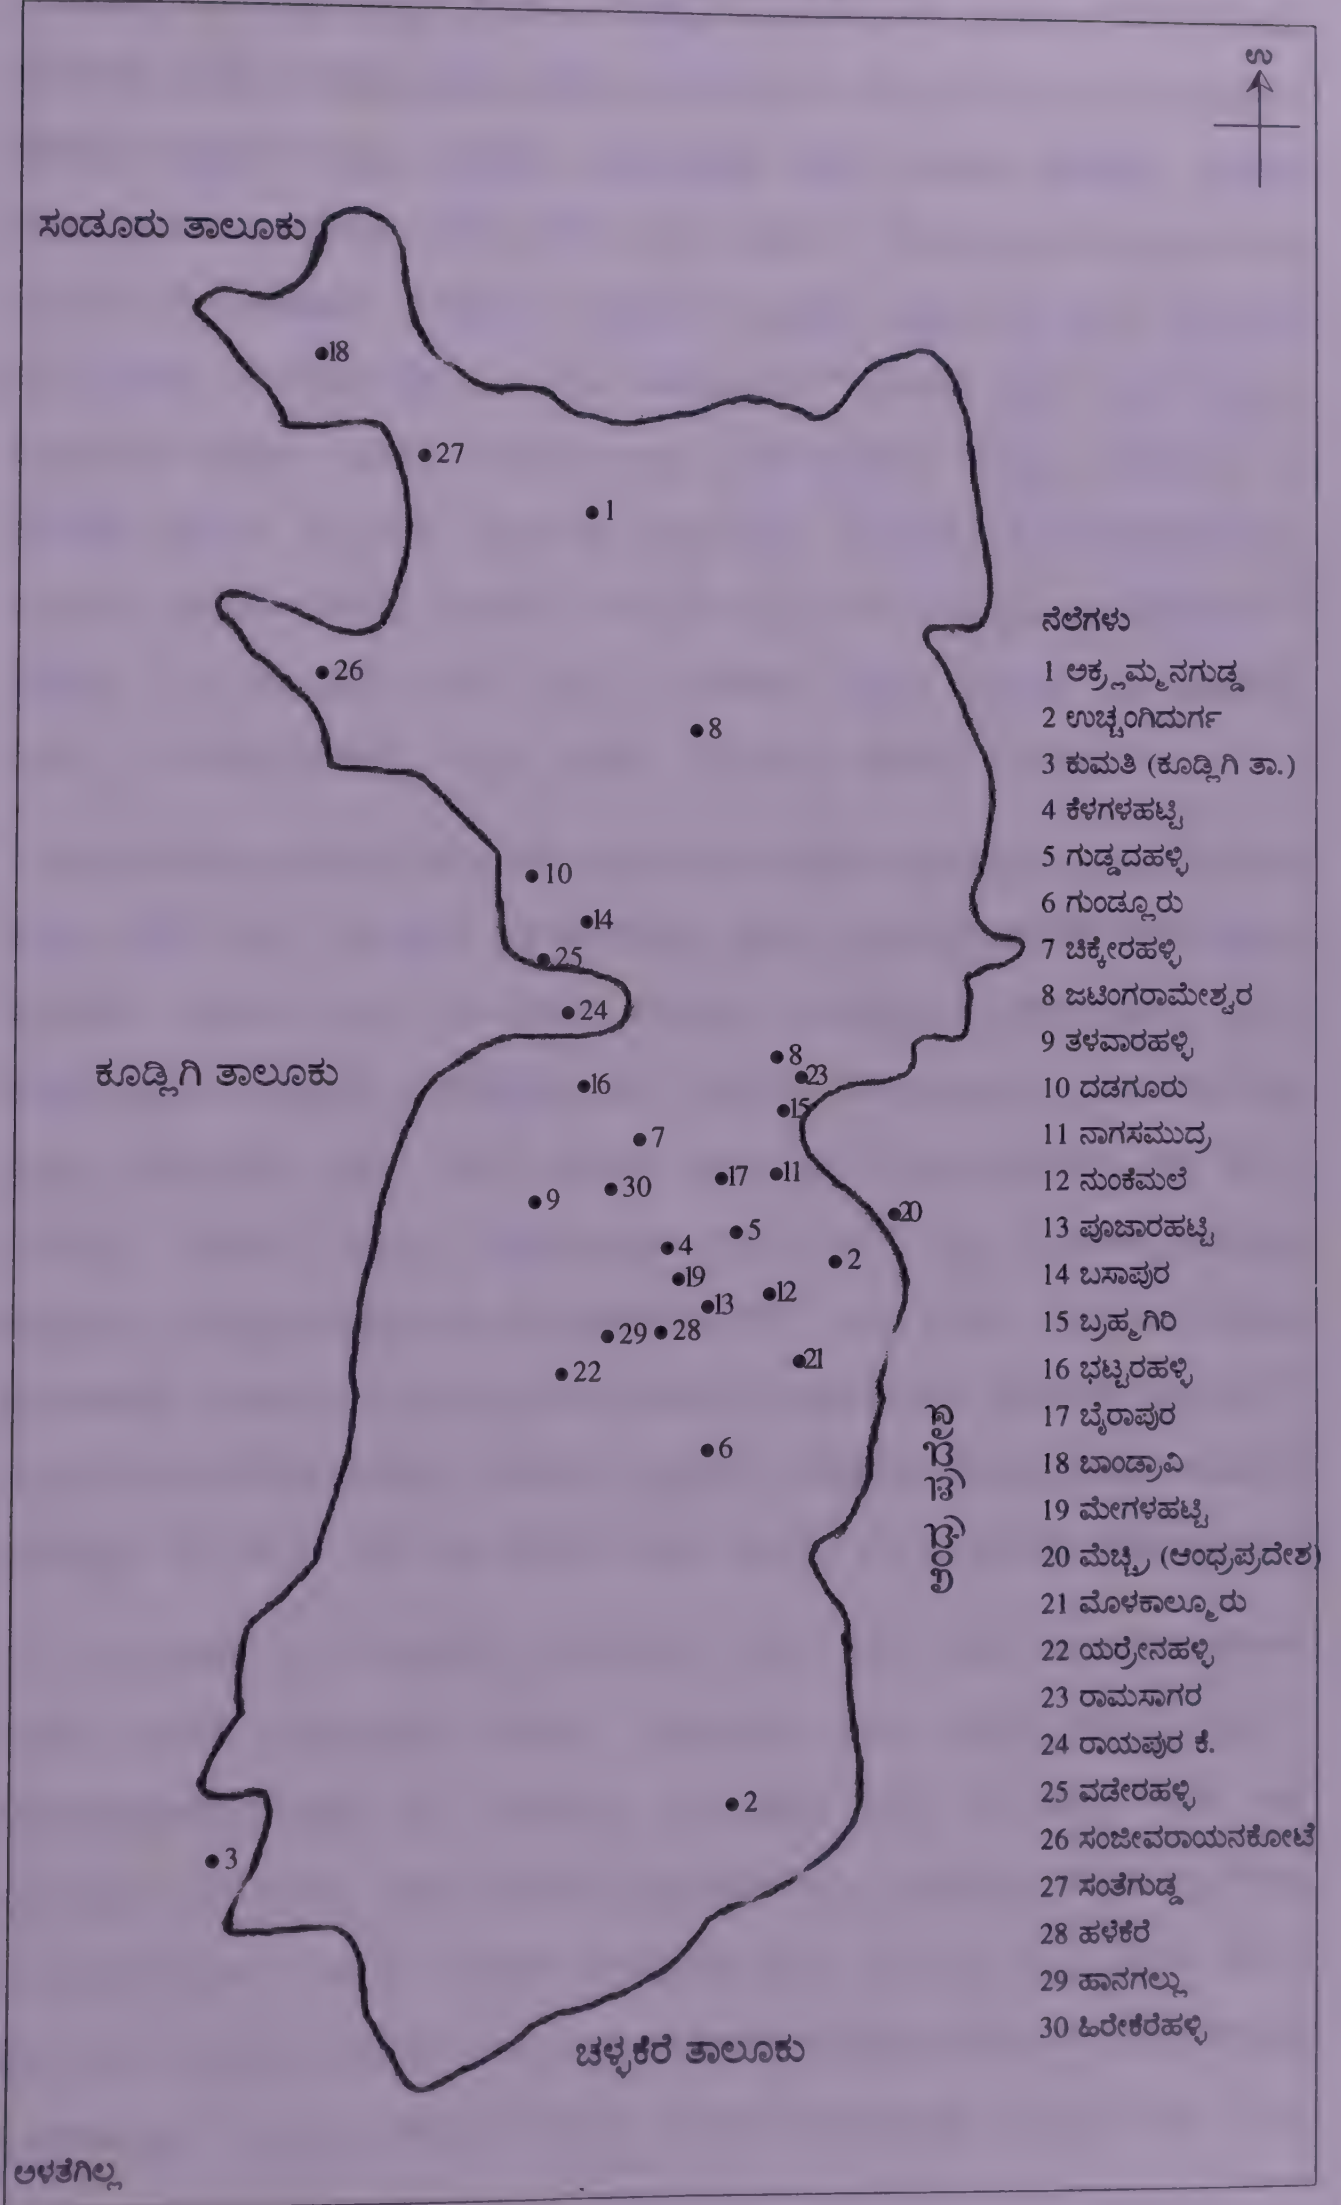 ಉ
ಸಂಡೂರು ತಾಲೂಕು
18
27
1
26
8
10
14
25
24
ಕೂಡ್ಲಿಗಿ ತಾಲೂಕು
8
23
16
15
7
17
11
30
9
20
5
4
2
19
12
13
29
28
22
21
6
ಆಂಧ್ರ ಪ್ರದೇಶ
2
3
ಚಳ್ಳಕೆರೆ ತಾಲೂಕು
ಅಳತೆಗಿಲ್ಲ
ನೆಲೆಗಳು
1 ಅಕ್ಕಮ್ಮನಗುಡ್ಡ
2 ಉಚ್ಚಂಗಿದುರ್ಗ
3 ಕುಮತಿ (ಕೂಡ್ಲಿಗಿ ತಾ.)
4 ಕೆಳಗಳಹಟ್ಟಿ
5 ಗುಡ್ಡದಹಳ್ಳಿ
6 ಗುಂಡ್ಲೂರು
7 ಚಿಕ್ಕೇರಹಳ್ಳಿ
8 ಜಟಿಂಗರಾಮೇಶ್ವರ
9 ತಳವಾರಹಳ್ಳಿ
10 ದಡಗೂರು
11 ನಾಗಸಮುದ್ರ
12 ನುಂಕೆಮಲೆ
13 ಪೂಜಾರಹಟ್ಟಿ
14 ಬಸಾಪುರ
15 ಬ್ರಹ್ಮಗಿರಿ
16 ಭಟ್ಟರಹಳ್ಳಿ
17 ಬೈರಾಪುರ
18 ಬಾಂಡ್ರಾವಿ
19 ಮೇಗಳಹಟ್ಟಿ
20 ಮೆಚ್ಚ್ರಿ (ಆಂಧ್ರಪ್ರದೇಶ)
21 ಮೊಳಕಾಲ್ಮೂರು
22 ಯರ್ರೇನಹಳ್ಳಿ
23 ರಾಮಸಾಗರ
24 ರಾಯಪುರ ಕೆ.
25 ವಡೇರಹಳ್ಳಿ
26 ಸಂಜೀವರಾಯನಕೋಟೆ
27 ಸಂತೆಗುಡ್ಡ
28 ಹಳೆಕೆರೆ
29 ಹಾನಗಲ್ಲು
30 ಹಿರೇಕೆರೆಹಳ್ಳಿ